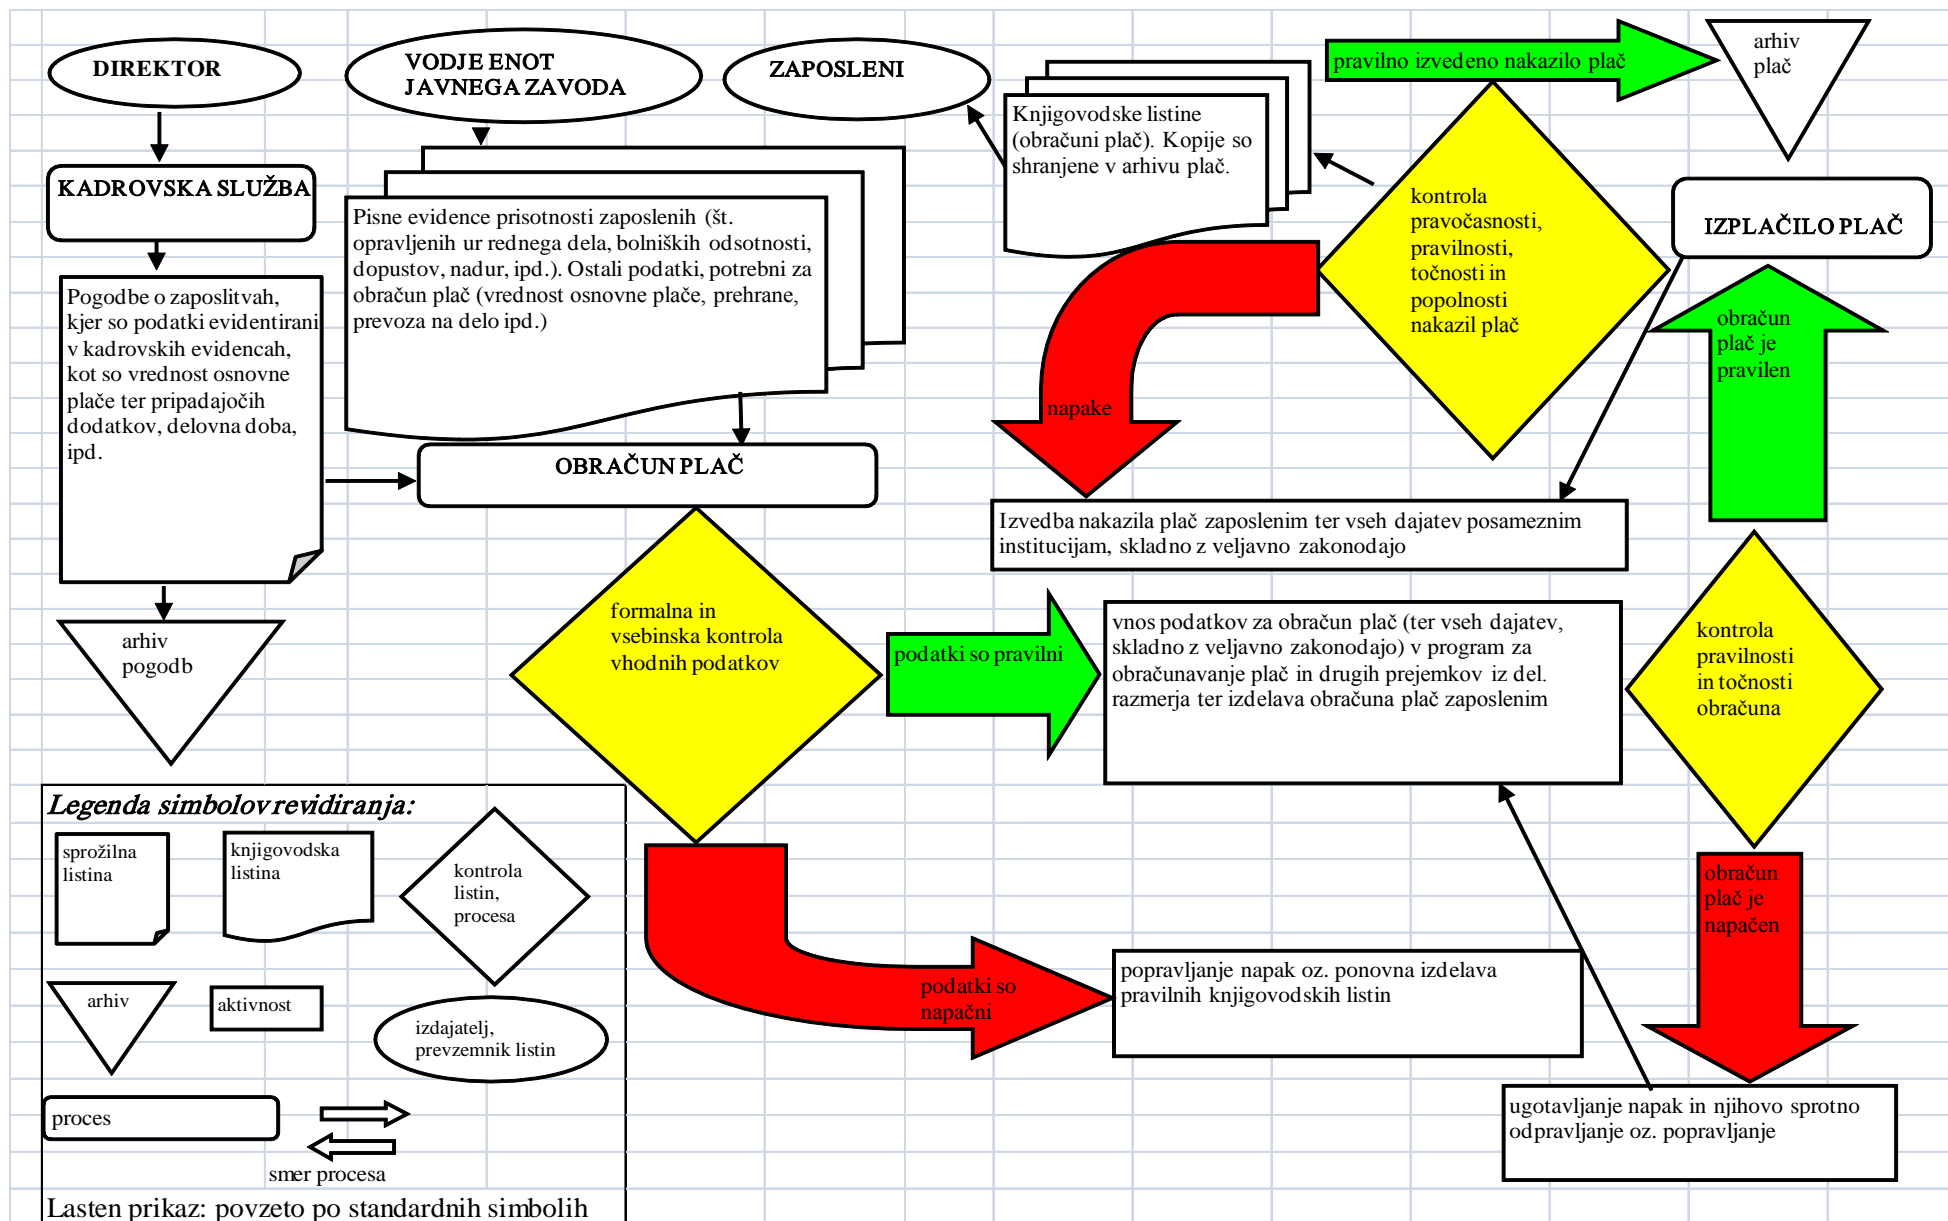 DIREKTOR
VODJE ENOT
JAVNEGA ZAVODA
ZAPOSLENI
KADROVSKA SLUŽBA
Pogodbe o zaposlitvah,
kjer so podatki evidentirani
v kadrovskih evidencah,
kot so vrednost osnovne
plače ter pripadajočih
dodatkov, delovna doba,
ipd.
arhiv
pogodb
Pisne evidence prisotnosti zaposlenih (št.
opravljenih ur rednega dela, bolniških odsotnosti,
dopustov, nadur, ipd.). Ostali podatki, potrebni za
obračun plač (vrednost osnovne plače, prehrane,
prevoza na delo ipd.)
OBRAČUN PLAČ
formalna in
vsebinska kontrola
vhodnih podatkov
podatki so pravilni
podatki so
napačni
Knjigovodske listine
(obračuni plač). Kopije so
shranjene v arhivu plač.
pravilno izvedeno nakazilo plač
arhiv
plač
kontrola
pravočasnosti,
pravilnosti,
točnosti in
popolnosti
nakazil plač
IZPLAČILO PLAČ
napake
obračun
plač je
pravilen
Izvedba nakazila plač zaposlenim ter vseh dajatev posameznim
institucijam, skladno z veljavno zakonodajo
vnos podatkov za obračun plač (ter vseh dajatev,
skladno z veljavno zakonodajo) v program za
obračunavanje plač in drugih prejemkov iz del.
razmerja ter izdelava obračuna plač zaposlenim
kontrola
pravilnosti
in točnosti
obračuna
obračun
plač je
napačen
popravljanje napak oz. ponovna izdelava
pravilnih knjigovodskih listin
ugotavljanje napak in njihovo sprotno
odpravljanje oz. popravljanje
Legenda simbolov revidiranja:
sprožilna
listina
knjigovodska
listina
kontrola
listin,
procesa
arhiv
aktivnost
izdajatelj,
prevzemnik listin
proces
smer procesa
Lasten prikaz: povzeto po standardnih simbolih